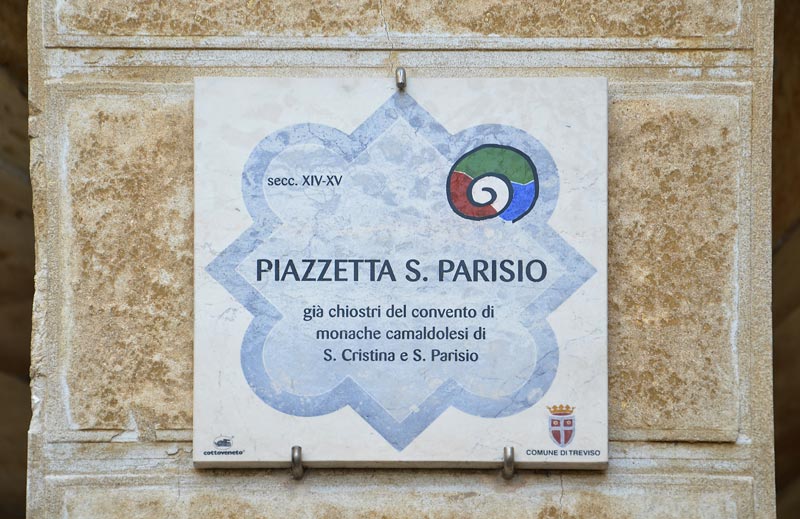 secc. XIV-XV
PIAZZETTA S. PARISIO
già chiostri del convento di
monache camaldolesi di
S. Cristina e S. Parisio
cottoveneto
COMUNE DI TREVISO